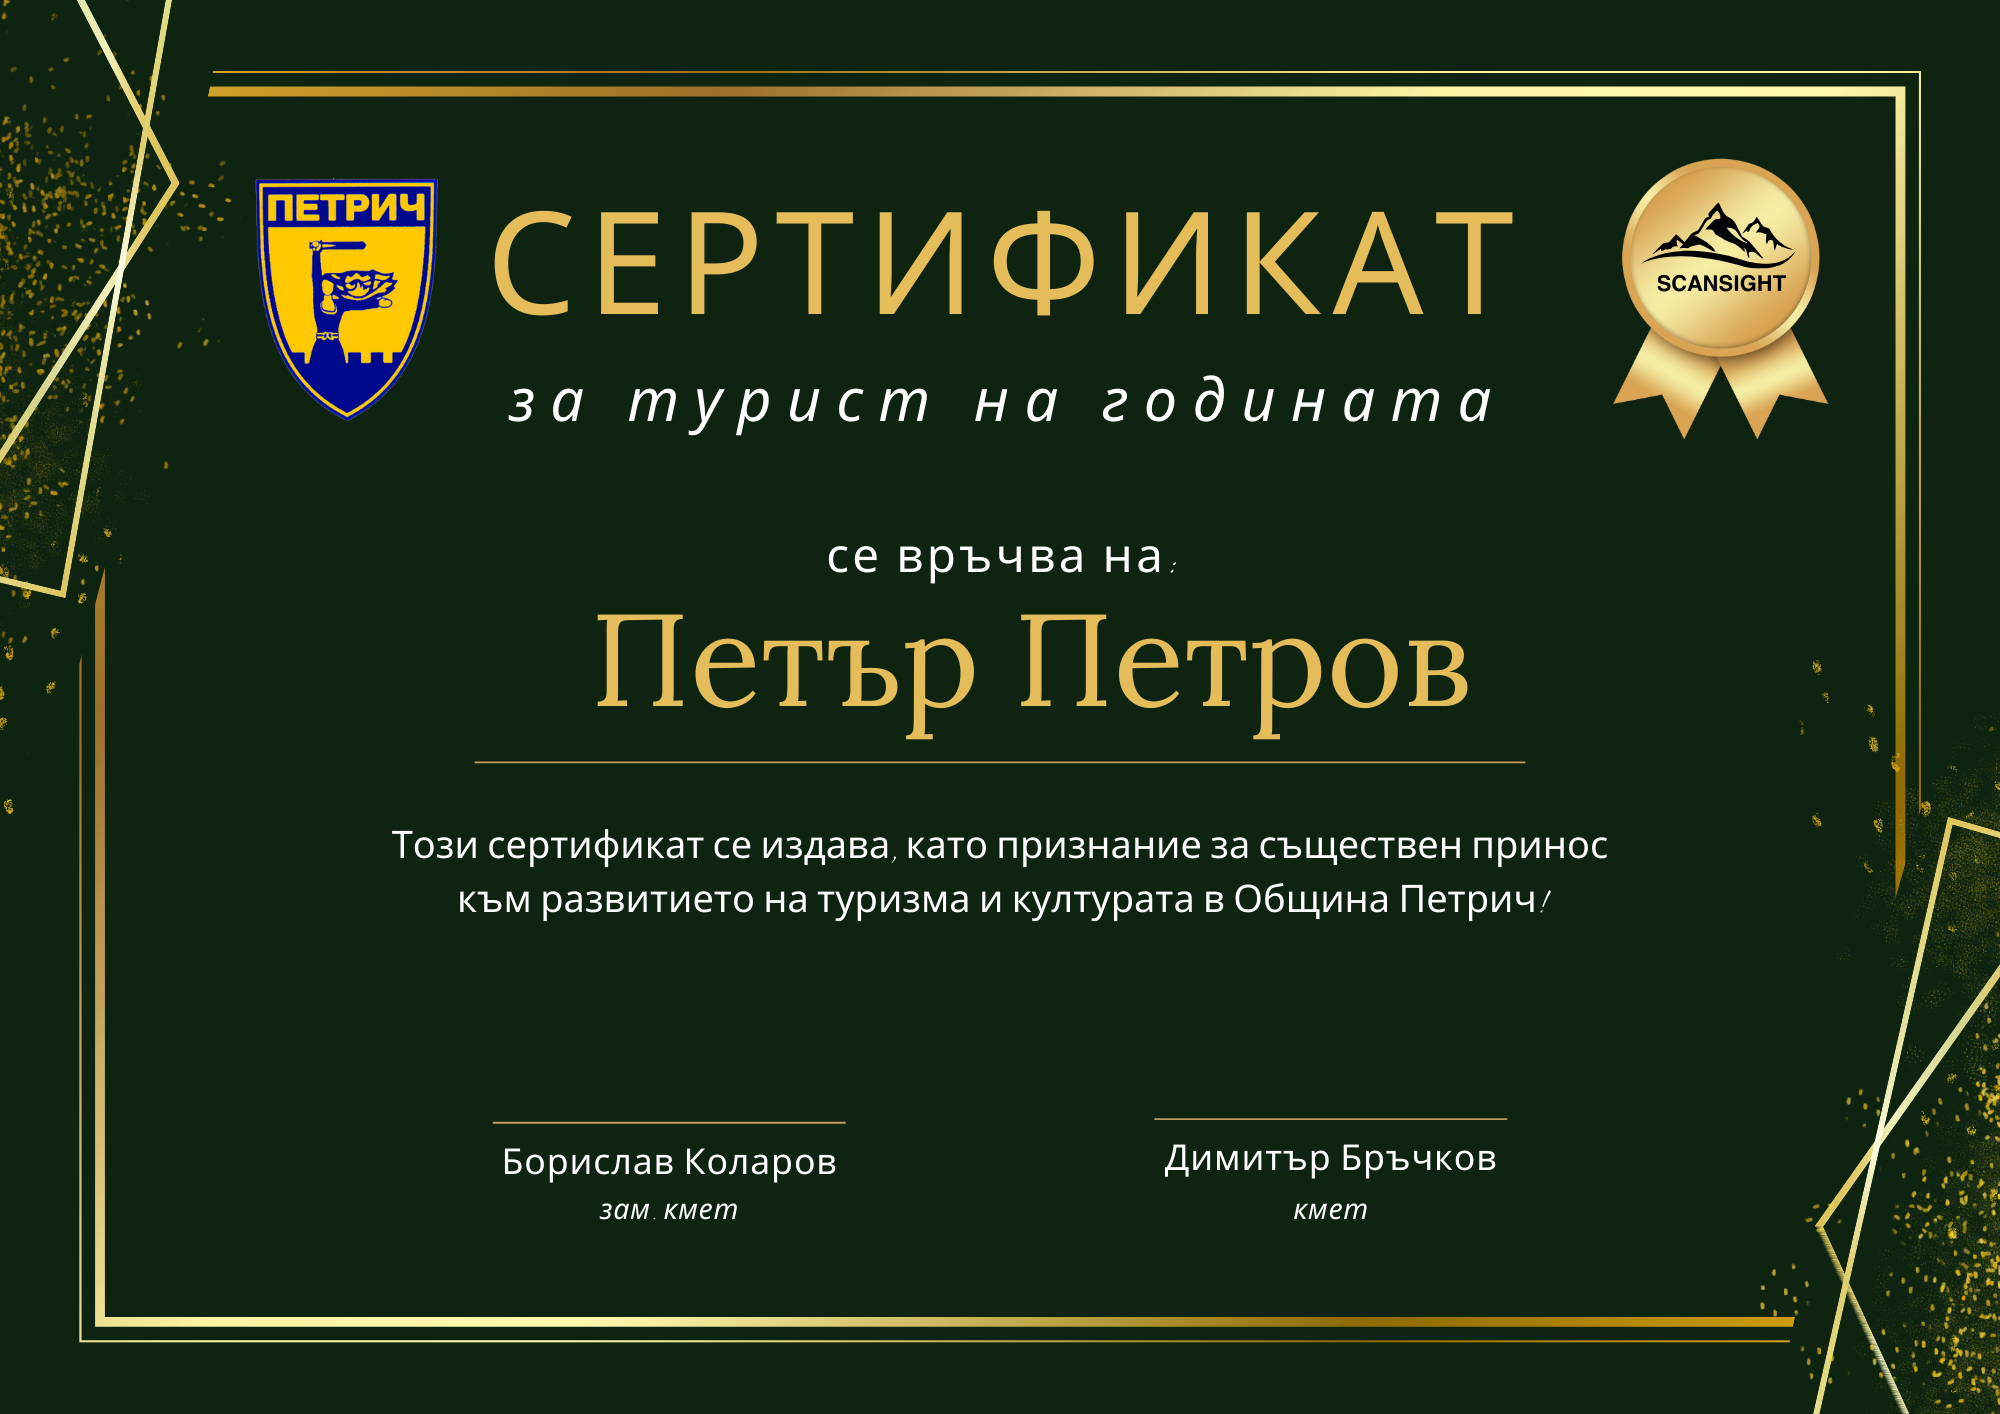 ПЕТРИЧ
СЕРТИФИКАТ
SCANSIGHT
за турист на годината
се връчва на:
Петър Петров
Този сертификат се издава, като признание за съществен принос
към развитието на туризма и културата в Община Петрич!
Борислав Коларов
зам. кмет
Димитър Бръчков
кмет